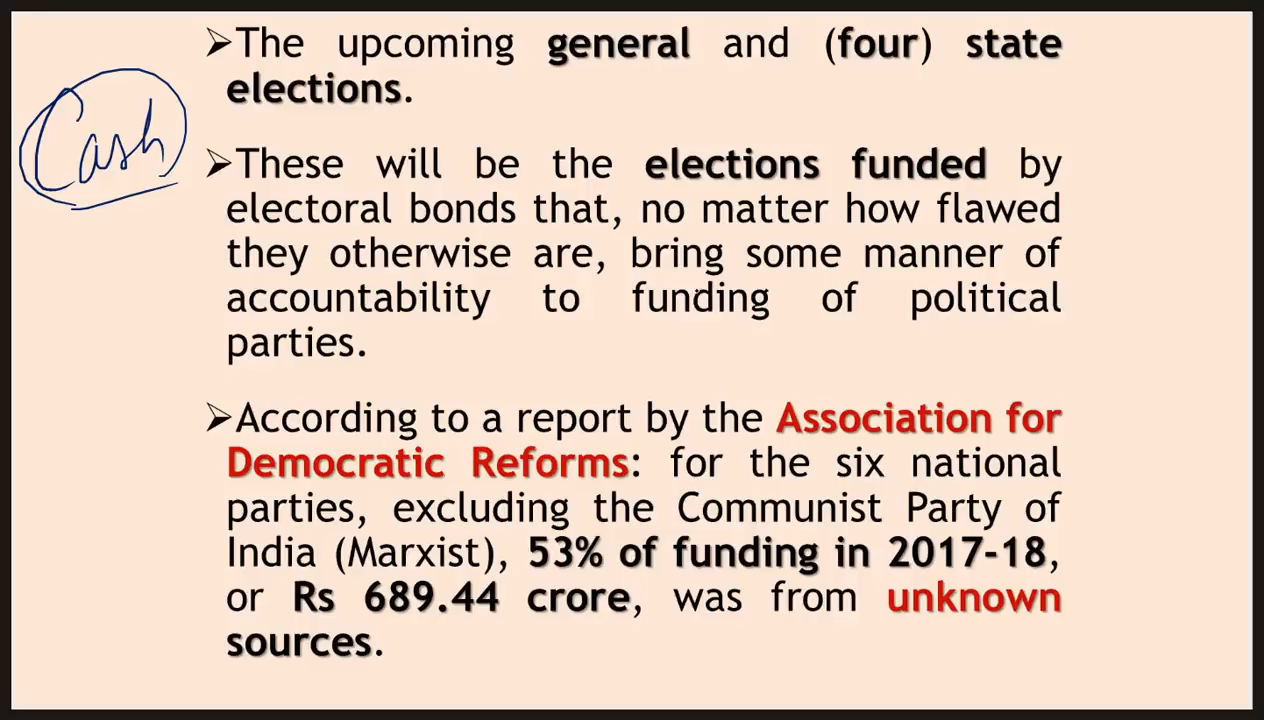 ➢The upcoming general and (four) state
elections.
Cash
➢These will be the elections funded by
electoral bonds that, no matter how flawed
they otherwise are, bring some manner of
accountability to funding of political
parties.
➢According to a report by the Association for
Democratic Reforms: for the six national
parties, excluding the Communist Party of
India (Marxist), 53% of funding in 2017-18,
or Rs 689.44 crore, was from unknown
sources.